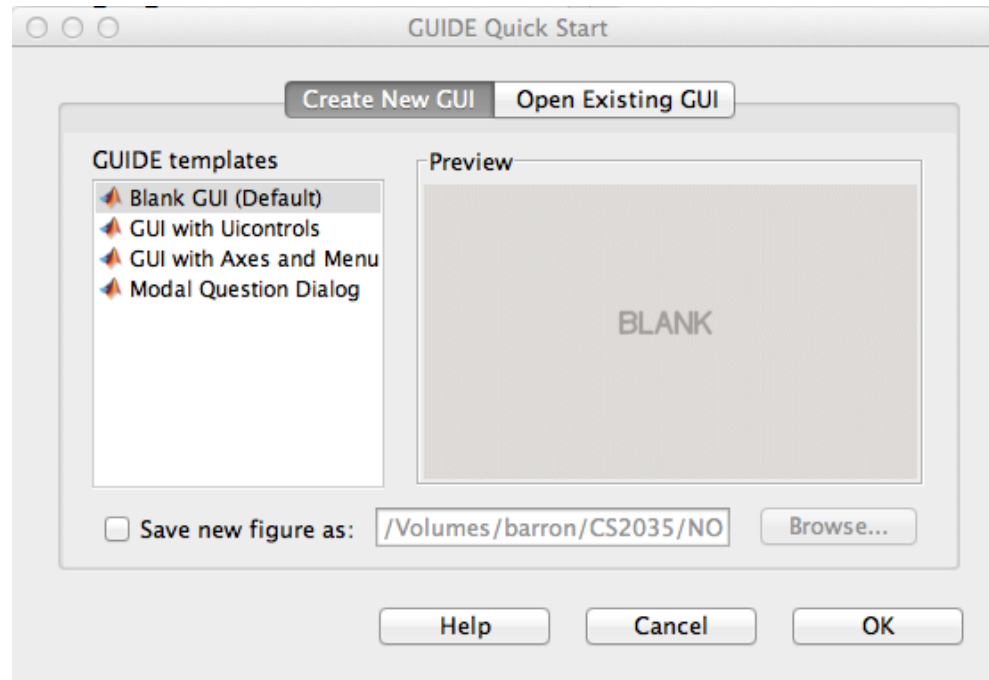 GUIDE Quick Start
Create New GUI Open Existing GUI
GUIDE templates
Preview
Blank GUI (Default)
GUI with Uicontrols
GUI with Axes and Menu
Modal Question Dialog
BLANK
Save new figure as: /Volumes/barron/CS2035/NO Browse...
Help Cancel OK